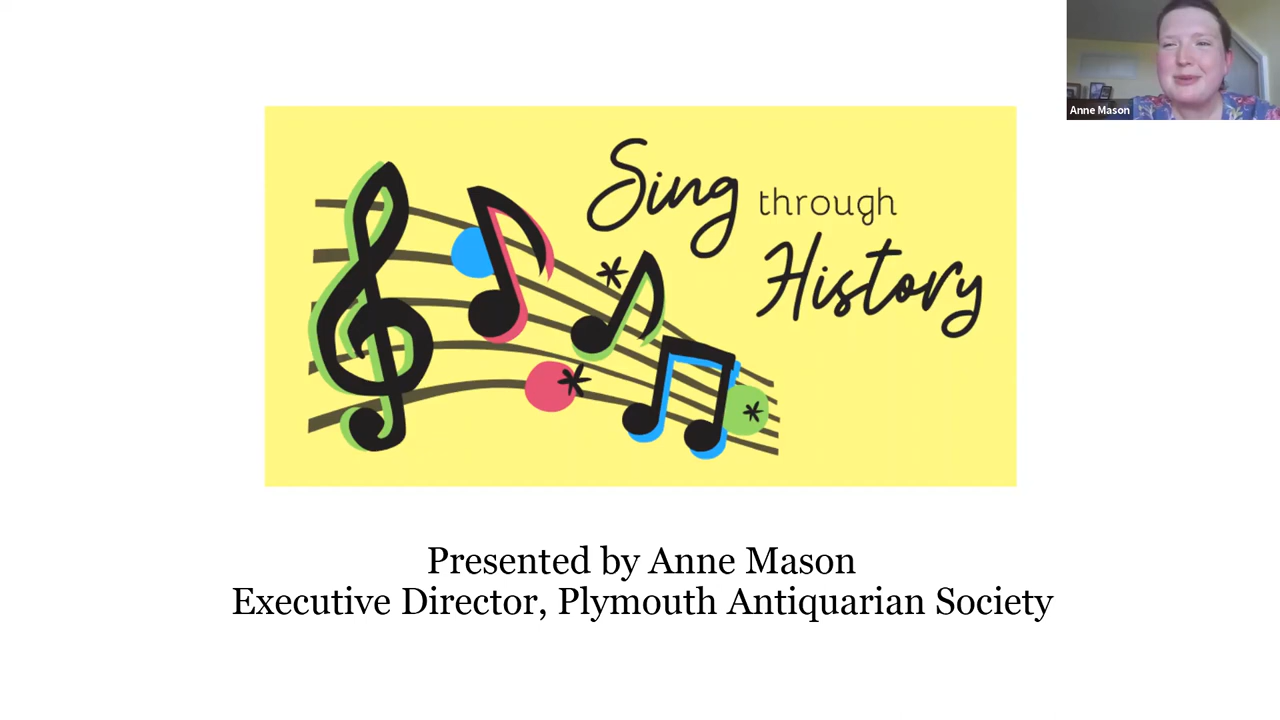 Anne Mason
Sing through
History
Presented by Anne Mason
Executive Director, Plymouth Antiquarian Society